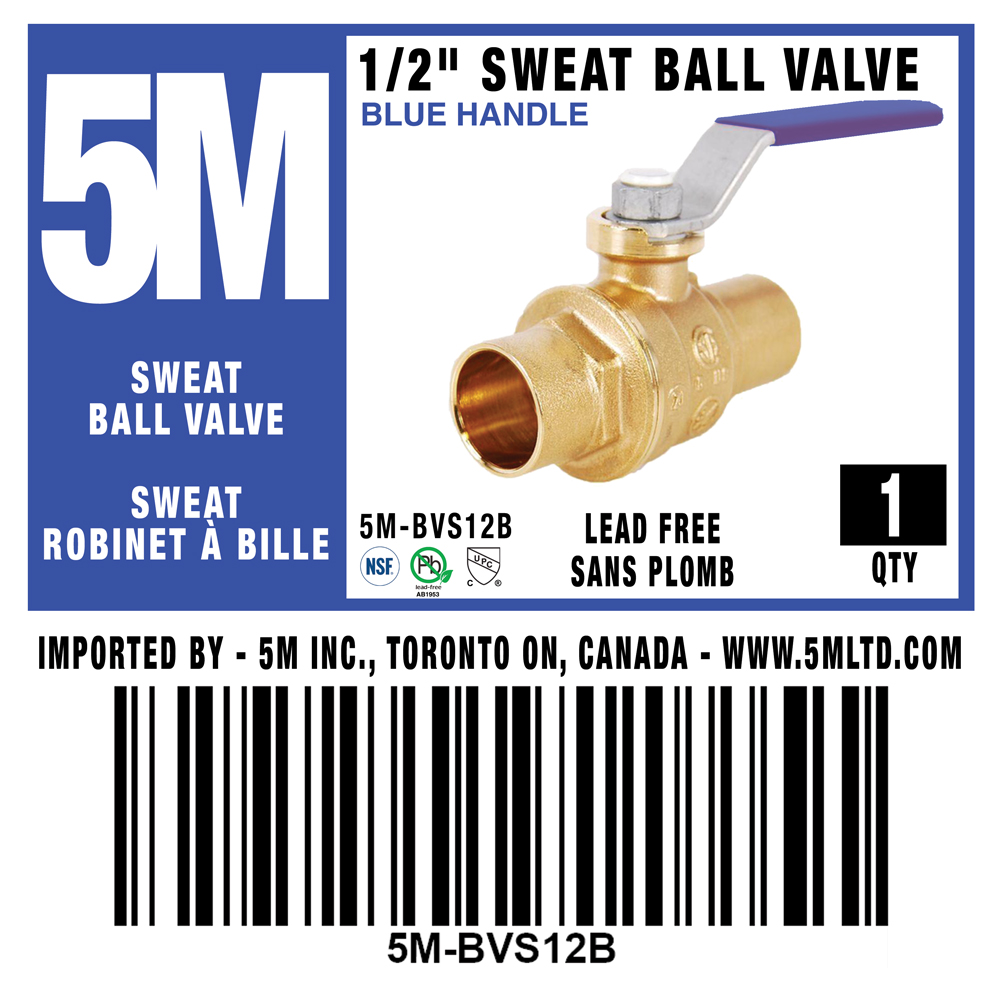 5M
SWEAT
BALL VALVE
SWEAT
ROBINET À BILLE
1/2" SWEAT BALL VALVE
BLUE HANDLE
5M-BVS12B
NSF.
Pb
lead-free
AB1953
UPC
C ®
LEAD FREE
SANS PLOMB
1
QTY
IMPORTED BY - 5M INC., TORONTO ON, CANADA - WWW.5MLTD.COM
5M-BVS12B